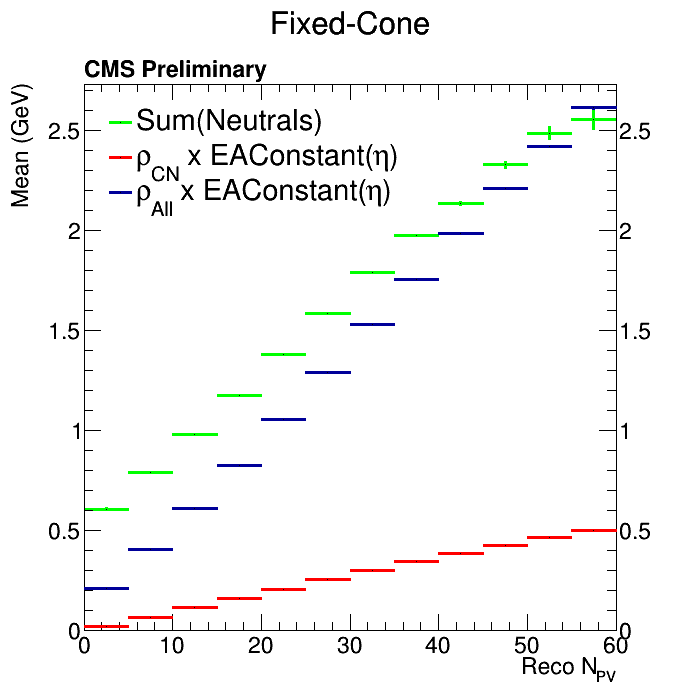 Fixed-Cone
CMS Preliminary
Mean (GeV)
Sum(Neutrals)
ρCN x EAConstant(η)
ρAll x EAConstant(η)
2.5 2.5
2 2
1.5 1.5
1 1
0.5 0.5
0 0
0 10 20 30 40 50 60
Reco NPV